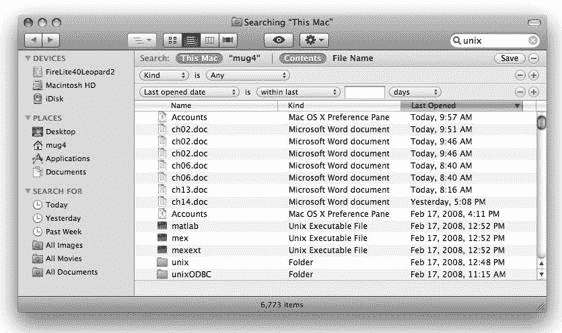 Searching "This Mac"
unix
DEVICES
FireLite40Leopard2
Macintosh HD
iDisk
PLACES
Desktop
mug4
Applications
Documents
SEARCH FOR
Today
Yesterday
Past Week
All Images
All Movies
All Documents
Search: This Mac "mug4" Contents File Name Save
Kind is Any
Last opened date is within last days
Name Kind Last Opened
Accounts Mac OS X Preference Pane Today, 9:57 AM
ch02.doc Microsoft Word document Today, 9:51 AM
ch02.doc Microsoft Word document Today, 9:46 AM
ch02.doc Microsoft Word document Today, 9:46 AM
ch06.doc Microsoft Word document Today, 8:40 AM
ch06.doc Microsoft Word document Today, 8:40 AM
ch13.doc Microsoft Word document Today, 8:16 AM
ch14.doc Microsoft Word document Yesterday, 5:08 PM
Accounts Mac OS X Preference Pane Feb 17, 2008, 4:11 PM
matlab Unix Executable File Feb 17, 2008, 12:52 PM
mex Unix Executable File Feb 17, 2008, 12:52 PM
mexext Unix Executable File Feb 17, 2008, 12:52 PM
unix Folder Feb 17, 2008, 12:48 PM
unixODBC Folder Feb 17, 2008, 11:15 AM
6,773 items